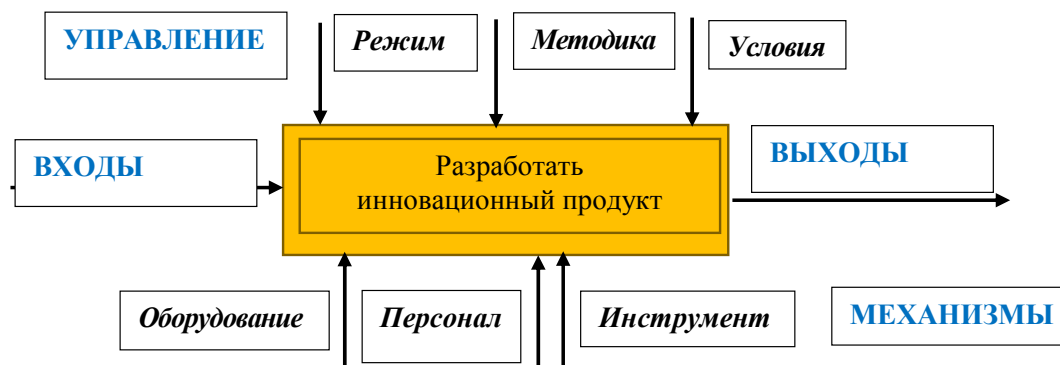 УПРАВЛЕНИЕ
Режим
Методика
Условия
ВХОДЫ
Разработать
инновационный продукт
ВЫХОДЫ
Оборудование
Персонал
Инструмент
МЕХАНИЗМЫ